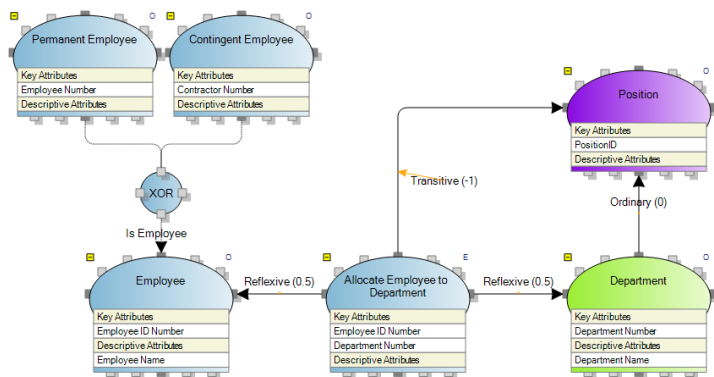 O
O
Permanent Employee
Contingent Employee
Key Attributes
Employee Number
Descriptive Attributes
Key Attributes
Contractor Number
Descriptive Attributes
O
Position
Key Attributes
PositionID
Descriptive Attributes
Transitive (-1)
XOR
Ordinary (0)
Is Employee
O
E
O
Employee
Reflexive (0.5)
Allocate Employee to
Department
Reflexive (0.5)
Department
Key Attributes
Employee ID Number
Descriptive Attributes
Employee Name
Key Attributes
Employee ID Number
Department Number
Descriptive Attributes
Key Attributes
Department Number
Descriptive Attributes
Department Name